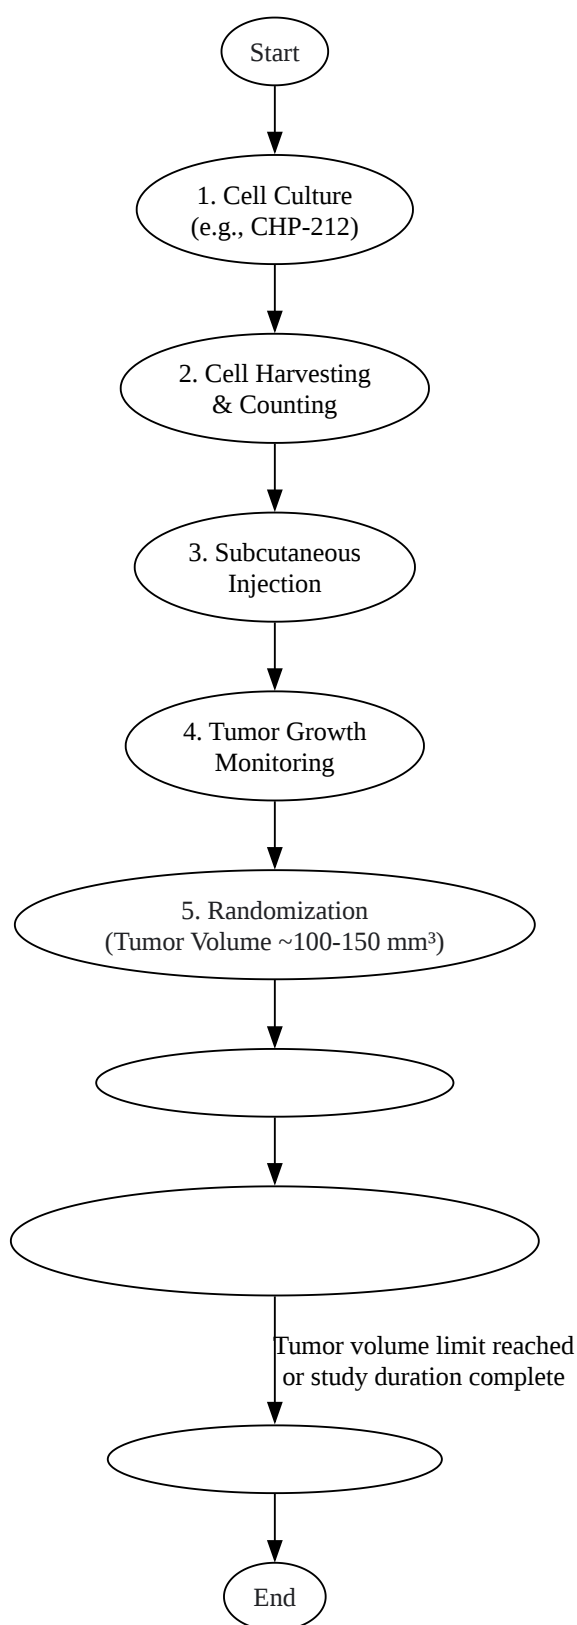 Start
1. Cell Culture
(e.g., CHP-212)
2. Cell Harvesting
& Counting
3. Subcutaneous
Injection
4. Tumor Growth
Monitoring
5. Randomization
(Tumor Volume ~100-150 mm³)
Tumor volume limit reached
or study duration complete
End